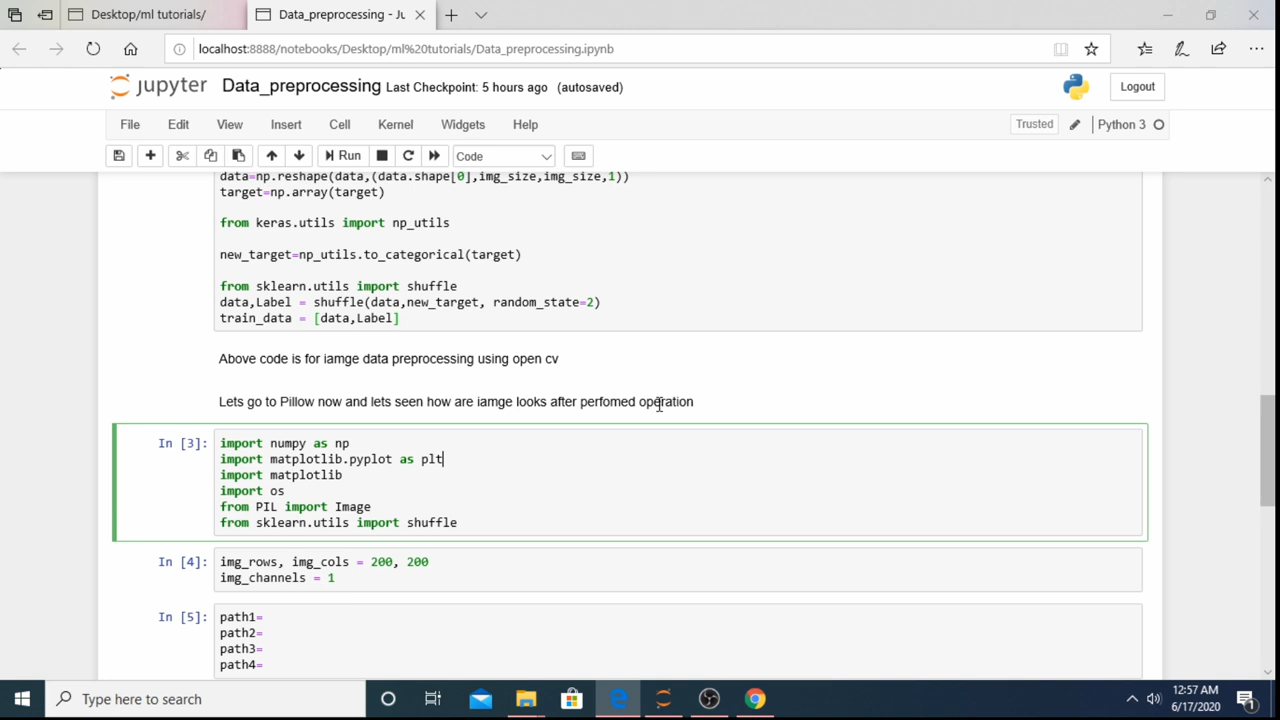 Desktop/ml tutorials/
Data_preprocessing - Ju
localhost:8888/notebooks/Desktop/ml%20tutorials/Data_preprocessing.ipynb
jupyter Data_preprocessing Last Checkpoint: 5 hours ago (autosaved)
Logout
File Edit View Insert Cell Kernel Widgets Help
Trusted
Python 3
Run
Code
data=np.reshape(data,(data.shape[0],img_size,img_size,1))
target=np.array(target)
from keras.utils import np_utils
new_target=np_utils.to_categorical(target)
from sklearn.utils import shuffle
data,Label = shuffle(data,new_target, random_state=2)
train_data = [data,Label]
Above code is for iamge data preprocessing using open cv
Lets go to Pillow now and lets seen how are iamge looks after perfomed operation
In [3]: import numpy as np
import matplotlib.pyplot as plt
import matplotlib
import os
from PIL import Image
from sklearn.utils import shuffle
In [4]: img_rows, img_cols = 200, 200
img_channels = 1
In [5]: path1=
path2=
path3=
path4=
Type here to search
12:57 AM
6/17/2020
1